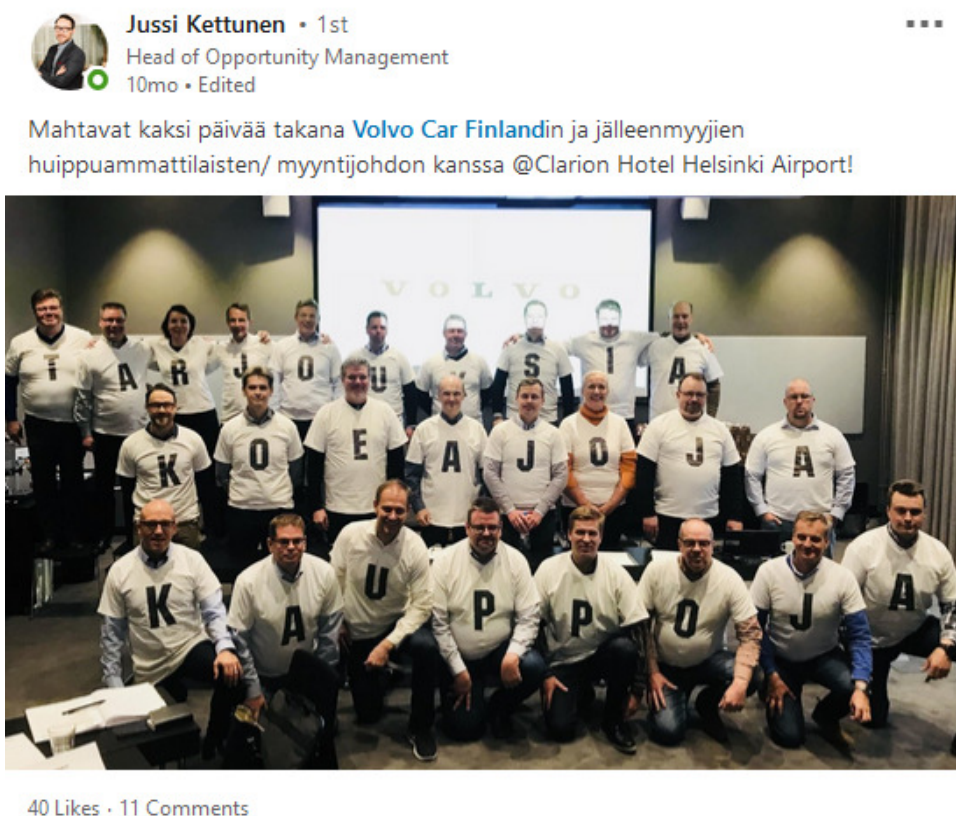 Jussi Kettunen • 1st
Head of Opportunity Management
10mo • Edited
Mahtavat kaksi päivää takana Volvo Car Finlandin ja jälleenmyyjien
huippuammattilaisten/ myyntijohdon kanssa @Clarion Hotel Helsinki Airport!
VOLVO
TARJOUKSIA
KOEAJOJA
KAUPPOJA
40 Likes · 11 Comments